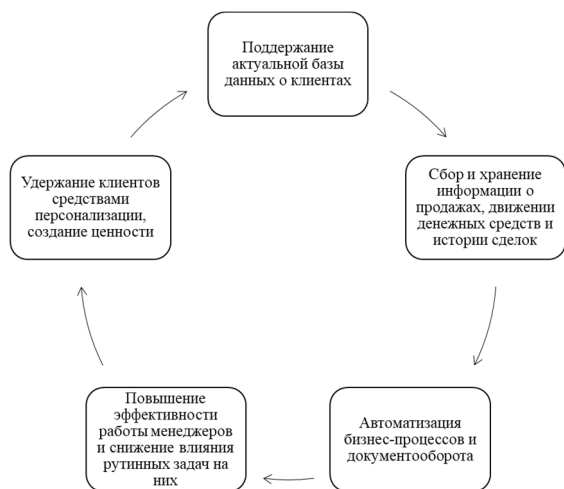 Поддержание
актуальной базы
данных о клиентах
Сбор и хранение
информации о
продажах, движении
денежных средств и
истории сделок
Автоматизация
бизнес-процессов и
документооборота
Повышение
эффективности
работы менеджеров
и снижение влияния
рутинных задач на
них
Удержание клиентов
средствами
персонализации,
создание ценности